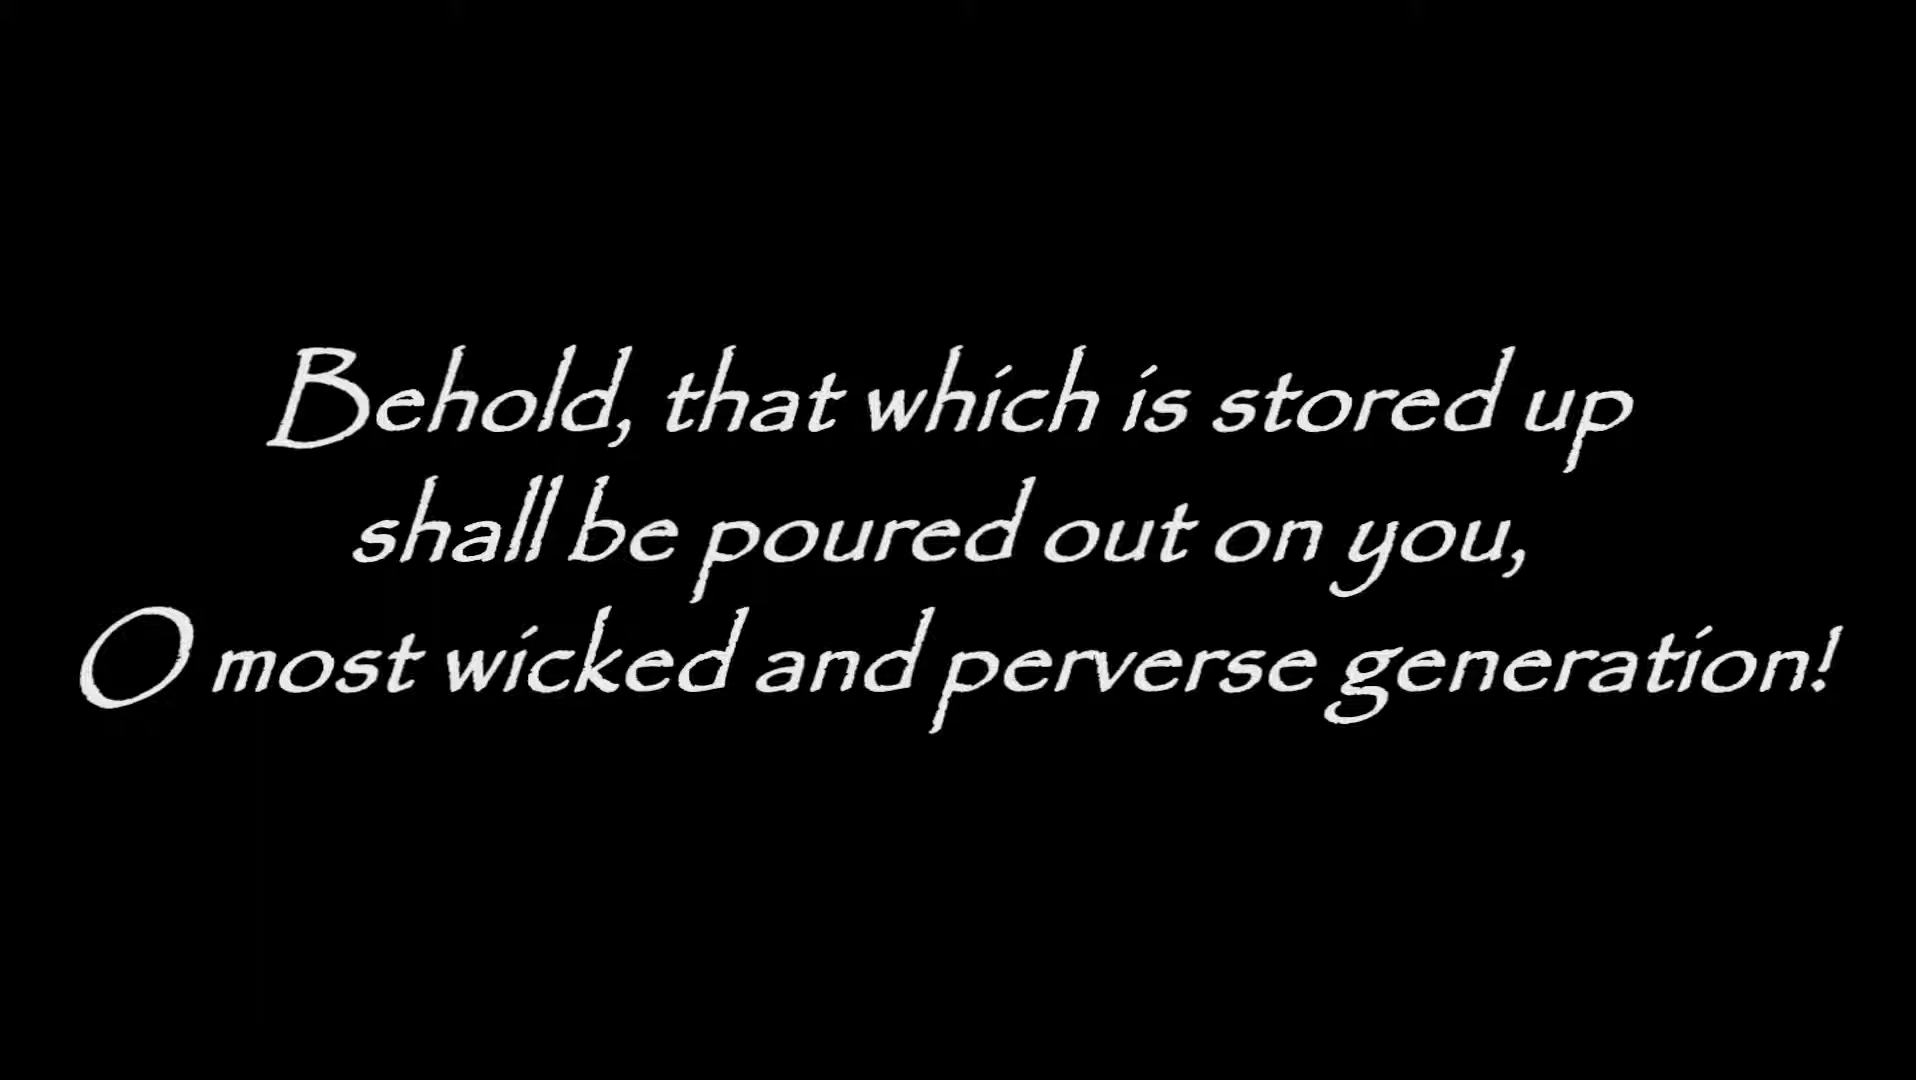 Behold, that which is stored up
shall be poured out on you,
O most wicked and perverse generation!